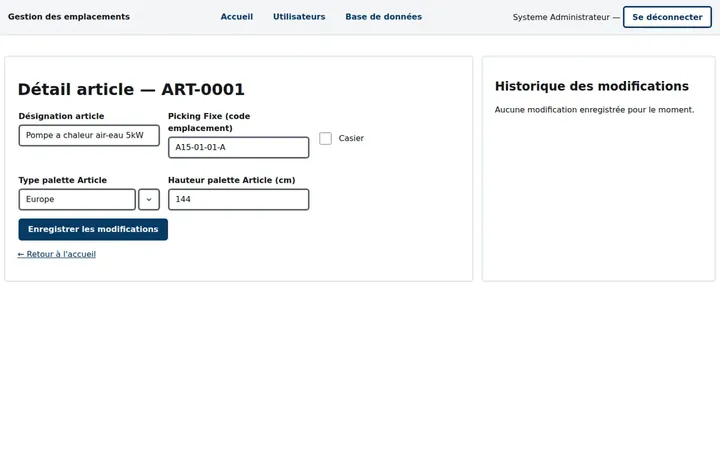 Gestion des emplacements
Accueil
Utilisateurs
Base de données
Systeme Administrateur —
Se déconnecter
Détail article — ART-0001
Désignation article
Pompe a chaleur air-eau 5kW
Picking Fixe (code
emplacement)
A15-01-01-A
Casier
Type palette Article
Europe
Hauteur palette Article (cm)
144
Enregistrer les modifications
← Retour à l'accueil
Historique des modifications
Aucune modification enregistrée pour le moment.